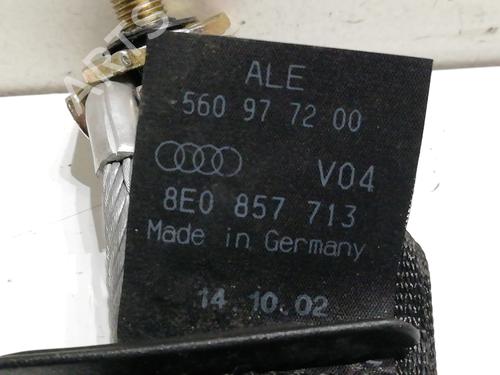 ALE
560 97 72 00
V04
8E0 857 713
Made in Germany
14.10.02